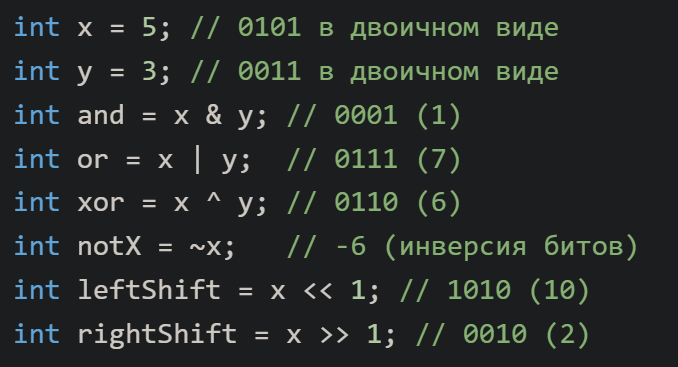 int x = 5; // 0101 в двоичном виде
int y = 3; // 0011 в двоичном виде
int and = x & y; // 0001 (1)
int or = x | y;  // 0111 (7)
int xor = x ^ y; // 0110 (6)
int notX = ~x;   // -6 (инверсия битов)
int leftShift = x << 1; // 1010 (10)
int rightShift = x >> 1; // 0010 (2)